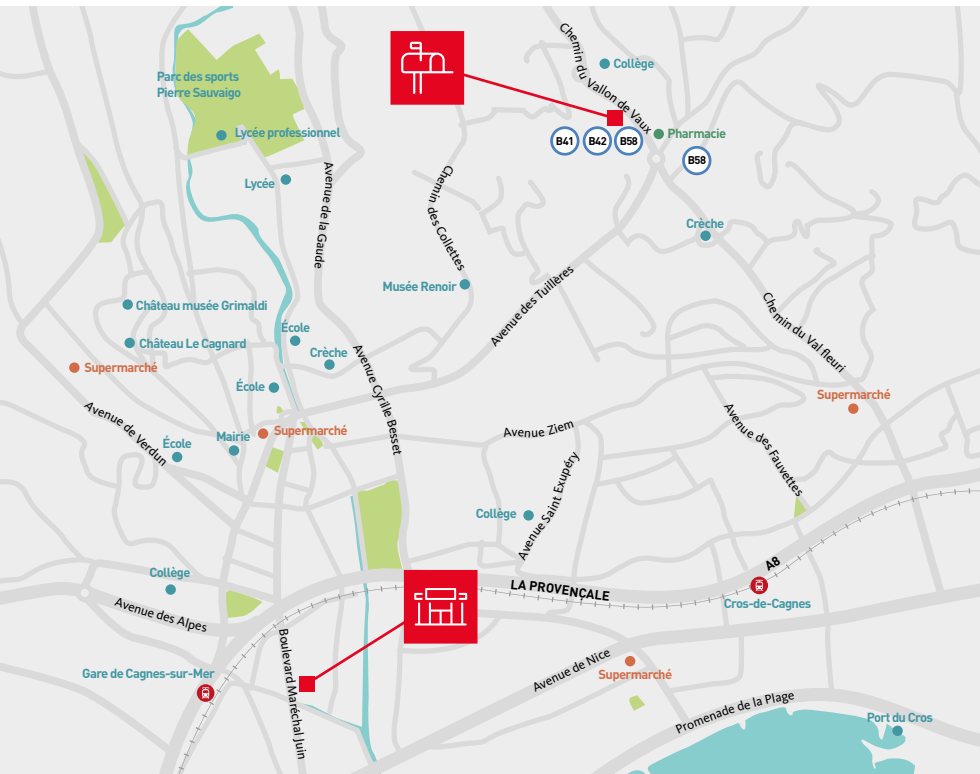 Chemin du Vallon de Vaux
Collège
Parc des sports
Pierre Sauvaigo
Lycée professionnel
Pharmacie
B41
B42
B58
B58
Lycée
Avenue de la Gaude
Chemin des Collettes
Crèche
Musée Renoir
Avenue des Tuillères
Château musée Grimaldi
Chemin du Val fleuri
École
Château Le Cagnard
Crèche
Supermarché
Avenue Cyrille Besset
École
Supermarché
Avenue de Verdun
Avenue des Fauvettes
Mairie
Supermarché
École
Avenue Ziem
Avenue Saint Exupéry
Collège
A8
Collège
LA PROVENÇALE
Cros-de-Cagnes
Avenue des Alpes
Boulevard Maréchal Juin
Gare de Cagnes-sur-Mer
Avenue de Nice
Supermarché
Promenade de la Plage
Port du Cros